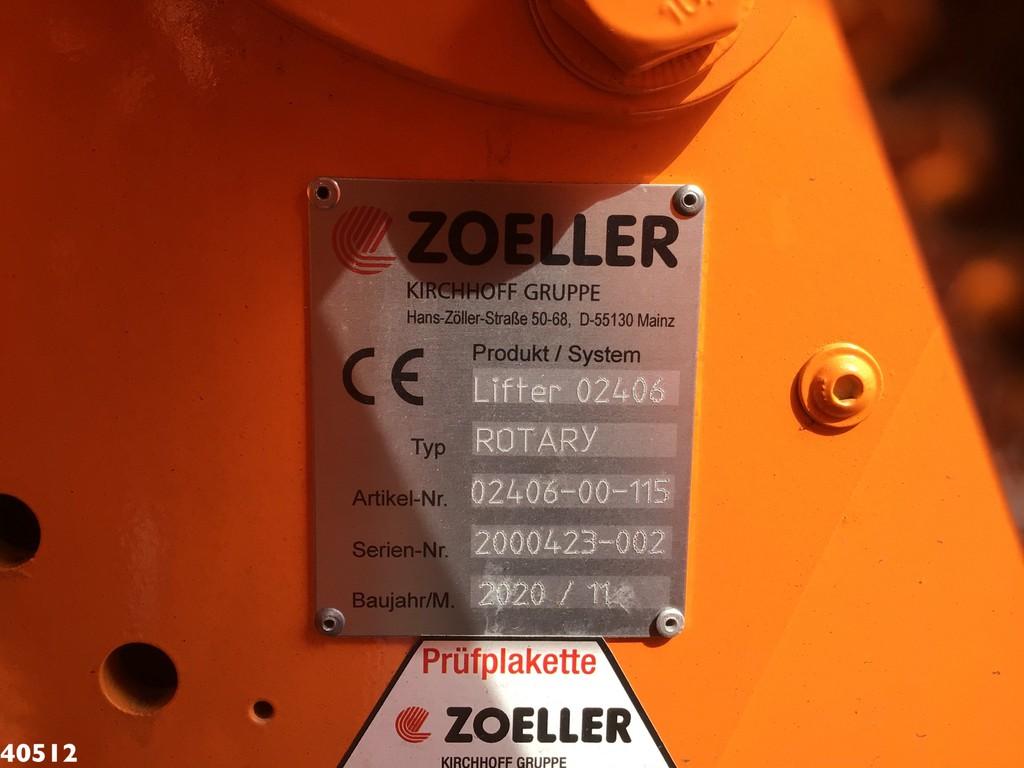 ZOELLER
KIRCHHOFF GRUPPE
Hans-Zöller-Straße 50-68, D-55130 Mainz
CE
Produkt / System
Lifter 02406
Typ ROTARY
Artikel-Nr. 02406-00-115
Serien-Nr. 2000423-002
Baujahr/M. 2020 / 11
Prüfplakette
ZOELLER
KIRCHHOFF GRUPPE
40512